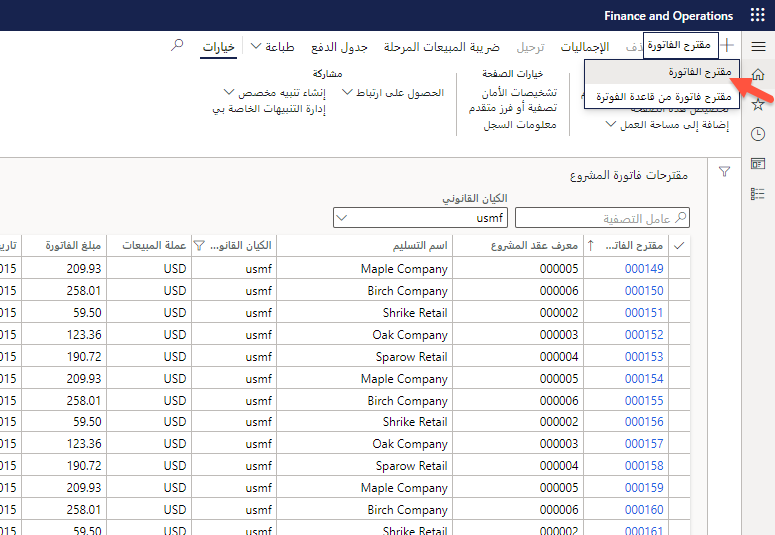 Finance and Operations
مقترح الفاتورة
الإجماليات
ترحيل
ضريبة المبيعات المرحلة
جدول الدفع
طباعة
خيارات
مقترح الفاتورة
مقترح فاتورة من قاعدة الفوترة
إضافة إلى مساحة العمل
خيارات الصفحة
تشخيصات الأمان
تصفية أو فرز متقدم
معلومات السجل
مشاركة
الحصول على ارتباط
إنشاء تنبيه مخصص
إدارة التنبيهات الخاصة بي
مقترحات فاتورة المشروع
الكيان القانوني
عامل التصفية
usmf
مقترح الفات... معرف عقد المشروع اسم التسليم الكيان القانو... عملة المبيعات مبلغ الفاتورة تاري
000149 000005 Maple Company usmf USD 209.93 015
000150 000006 Birch Company usmf USD 258.01 015
000151 000002 Shrike Retail usmf USD 59.50 015
000152 000003 Oak Company usmf USD 123.36 015
000153 000004 Sparow Retail usmf USD 190.72 015
000154 000005 Maple Company usmf USD 209.93 015
000155 000006 Birch Company usmf USD 258.01 015
000156 000002 Shrike Retail usmf USD 59.50 015
000157 000003 Oak Company usmf USD 123.36 015
000158 000004 Sparow Retail usmf USD 190.72 015
000159 000005 Maple Company usmf USD 209.93 015
000160 000006 Birch Company usmf USD 258.01 015
000161 000002 Shrike Retail usmf USD 59.50 015